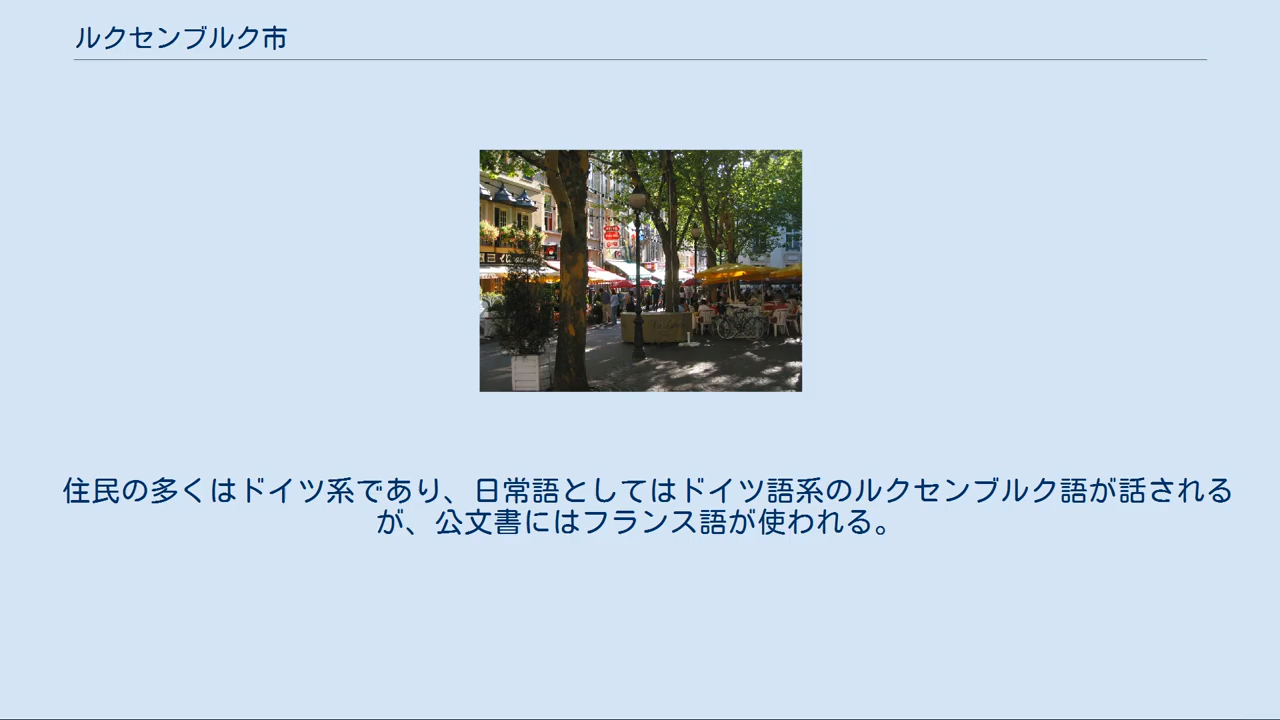 ルクセンブルク市
住民の多くはドイツ系であり、日常語としてはドイツ語系のルクセンブルク語が話される
が、公文書にはフランス語が使われる。